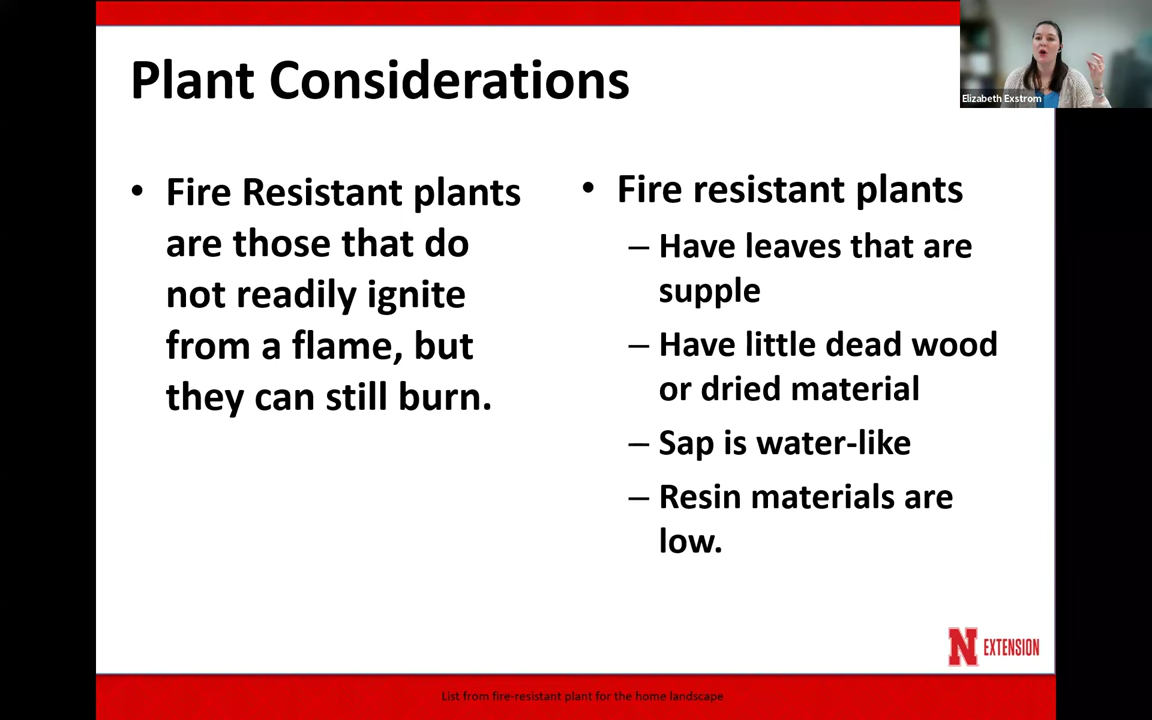 Plant Considerations
Elizabeth Exstrom
• Fire Resistant plants
are those that do
not readily ignite
from a flame, but
they can still burn.
• Fire resistant plants
– Have leaves that are
supple
– Have little dead wood
or dried material
– Sap is water-like
– Resin materials are
low.
N EXTENSION
List from fire-resistant plant for the home landscape